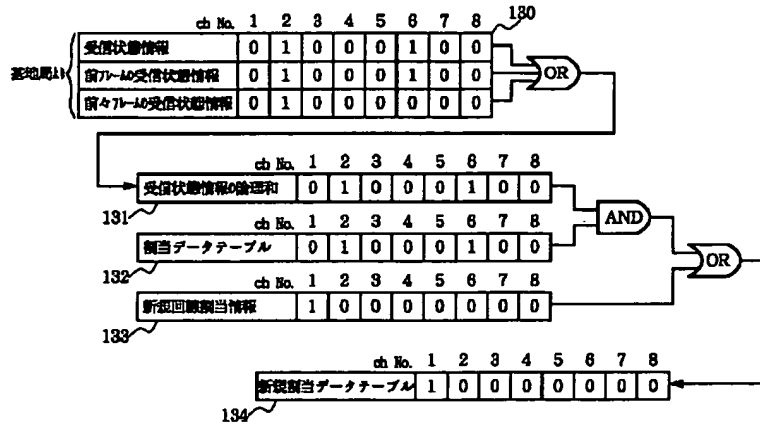 ch No. 1 2 3 4 5 6 7 8
130
基地局より
受信状態情報 0 1 0 0 0 1 0 0
前フレームの受信状態情報 0 1 0 0 0 1 0 0
前々フレームの受信状態情報 0 1 0 0 0 0 0 0
OR
ch No. 1 2 3 4 5 6 7 8
受信状態情報の論理和 0 1 0 0 0 1 0 0
131
AND
ch No. 1 2 3 4 5 6 7 8
割当データテーブル 0 1 0 0 0 1 0 0
132
OR
ch No. 1 2 3 4 5 6 7 8
新規回線割当情報 1 0 0 0 0 0 0 0
133
ch No. 1 2 3 4 5 6 7 8
新規割当データテーブル 1 0 0 0 0 0 0 0
134